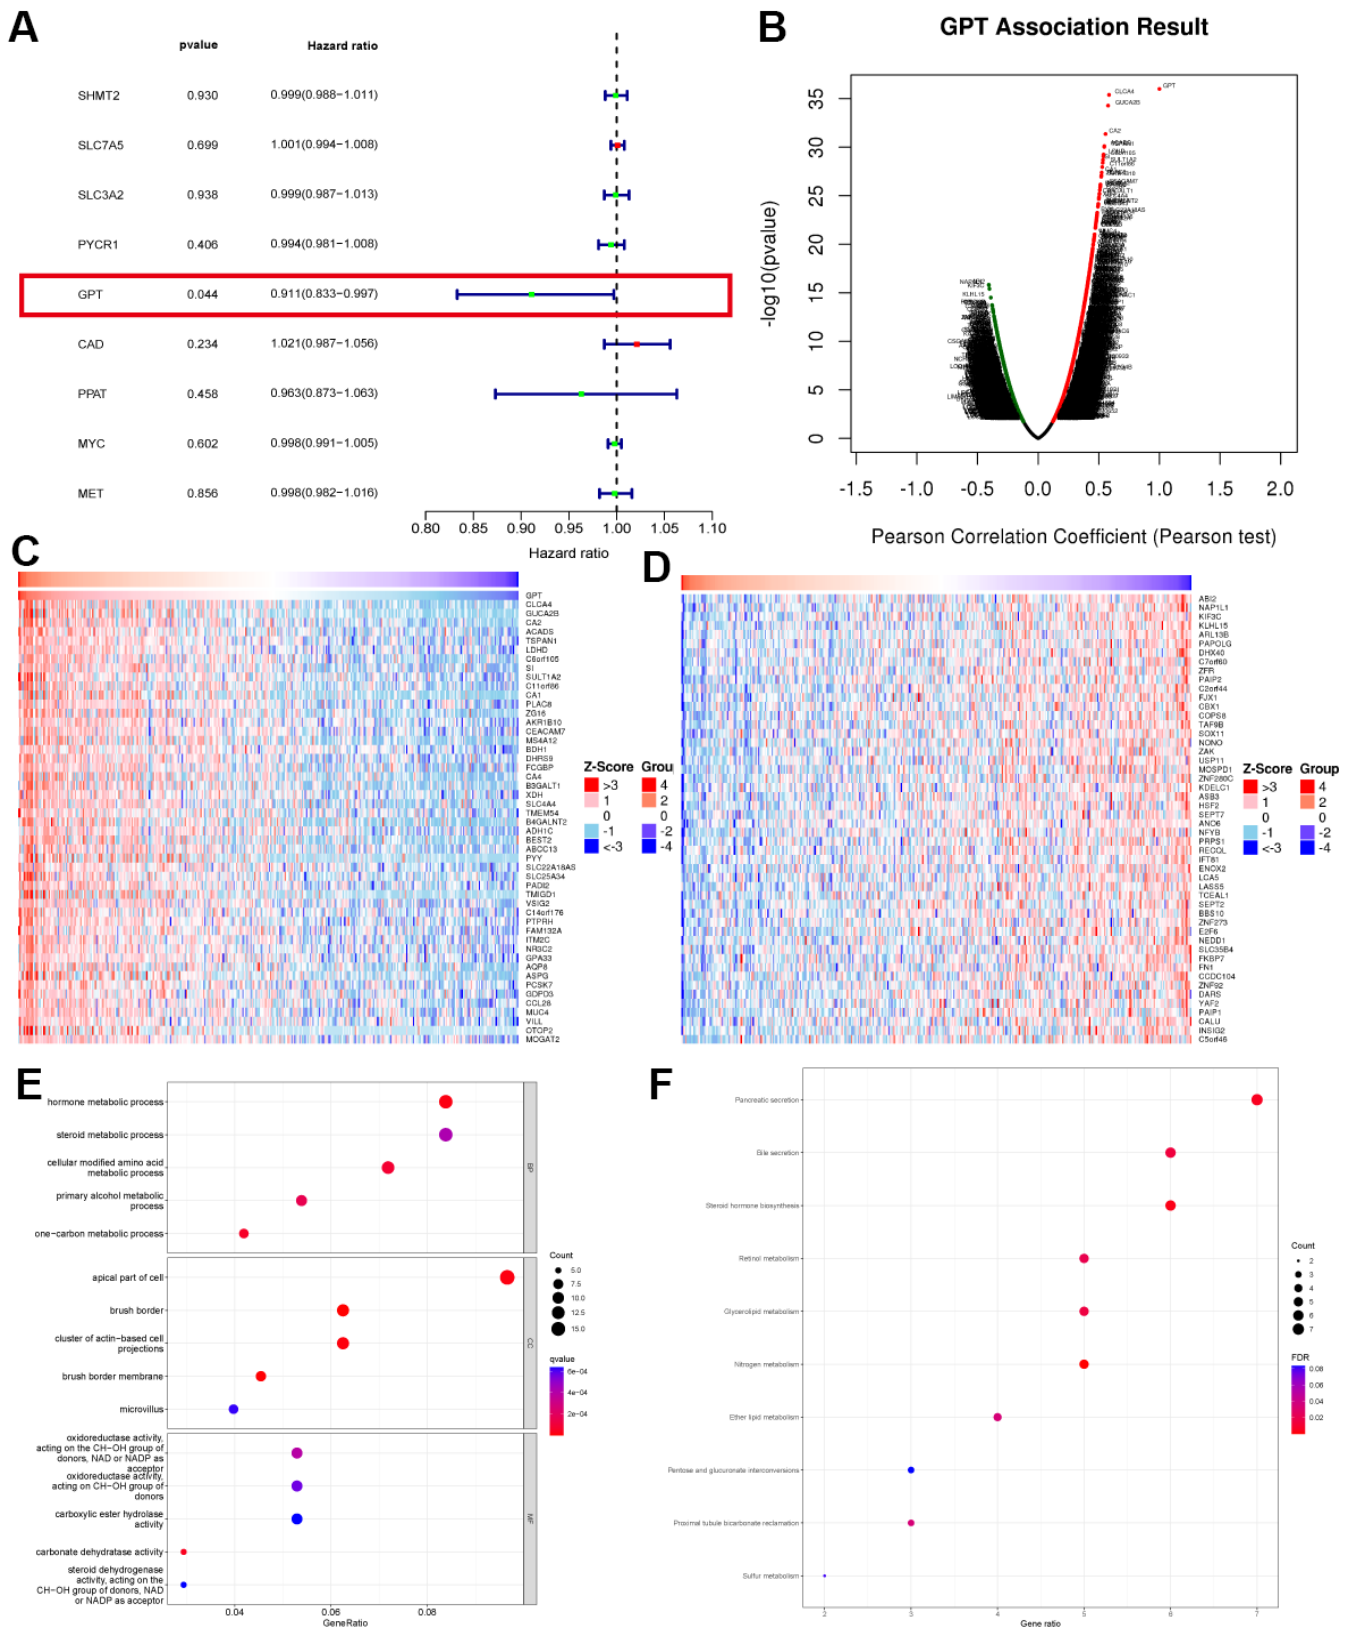 A
pvalue Hazard ratio
SHMT2 0.930 0.999(0.988−1.011)
SLC7A5 0.699 1.001(0.994−1.008)
SLC3A2 0.938 0.999(0.987−1.013)
PYCR1 0.406 0.994(0.981−1.008)
GPT 0.044 0.911(0.833−0.997)
CAD 0.234 1.021(0.987−1.056)
PPAT 0.458 0.963(0.873−1.063)
MYC 0.602 0.998(0.991−1.005)
MET 0.856 0.998(0.982−1.016)
0.80 0.85 0.90 0.95 1.00 1.05 1.10
Hazard ratio
B
GPT Association Result
-log10(pvalue)
35
30
25
20
15
10
5
0
GPT
CLCA4
GUCA2B
CA2
KLHL15
-1.5 -1.0 -0.5 0.0 0.5 1.0 1.5 2.0
Pearson Correlation Coefficient (Pearson test)
C
GPT
CLCA4
GUCA2B
CA2
ACADS
TSPAN1
LDHD
C6orf105
SI
SULT1A2
C11orf86
CA1
PLAC8
ZG16
AKR1B10
CEACAM7
MS4A12
BDH1
DHRS9
FCGBP
CA4
B3GALT1
XDH
SLC4A4
TMEM54
B4GALNT2
ADH1C
BEST2
ABCC13
PYY
SLC22A18AS
SLC25A34
PADI2
TMIGD1
VSIG2
C14orf176
PTPRH
FAM132A
ITM2C
NR3C2
GPA33
AQP8
ASPG
PCSK7
GDPD3
CCL28
MUC4
VILL
OTOP2
MOGAT2
Z-Score Grou
>3 4
1 2
0 0
-1 -2
<-3 -4
D
ABI2
NAP1L1
KIF3C
KLHL15
ARL13B
PAPOLG
DHX40
C7orf60
ZFR
PAIP2
C2orf44
FJX1
CBX1
COPS8
TAF9B
SOX11
NONO
ZAK
USP11
MOSPD1
ZNF280C
KDELC1
ASB3
HSF2
SEPT7
ANO6
NFYB
PRPS1
RECQL
IFT81
ENOX2
LCA5
LASS5
TCEAL1
SEPT2
BBS10
ZNF273
E2F6
NEDD1
SLC35B4
FKBP7
FN1
CCDC104
ZNF92
DARS
YAF2
PAIP1
CALU
INSIG2
C5orf48
Z-Score Group
>3 4
1 2
0 0
-1 -2
<-3 -4
E
hormone metabolic process
steroid metabolic process
cellular modified amino acid
metabolic process
primary alcohol metabolic
process
one−carbon metabolic process
BP
apical part of cell
brush border
cluster of actin−based cell
projections
brush border membrane
microvillus
CC
oxidoreductase activity,
acting on the CH−OH group of
donors, NAD or NADP as
acceptor
oxidoreductase activity,
acting on CH−OH group of
donors
carboxylic ester hydrolase
activity
carbonate dehydratase activity
steroid dehydrogenase
activity, acting on the
CH−OH group of donors, NAD
or NADP as acceptor
MF
0.04 0.06 0.08
GeneRatio
Count
5.0
7.5
10.0
12.5
15.0
qvalue
6e−04
4e−04
2e−04
F
Pancreatic secretion
Bile secretion
Steroid hormone biosynthesis
Retinol metabolism
Glycerolipid metabolism
Nitrogen metabolism
Ether lipid metabolism
Pentose and glucuronate interconversions
Proximal tubule bicarbonate reclamation
Sulfur metabolism
2 3 4 5 6 7
Gene ratio
Count
2
3
4
5
6
7
FDR
0.08
0.06
0.04
0.02